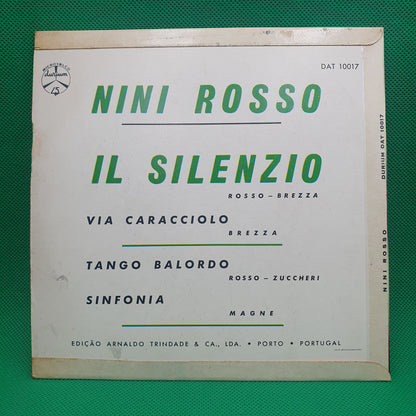 DAT 10017
durium
NINI ROSSO
IL SILENZIO
ROSSO – BREZZA
VIA CARACCIOLO
BREZZA
TANGO BALORDO
ROSSO – ZUCCHERI
SINFONIA
MAGNE
EDIÇÃO ARNALDO TRINDADE & CA., LDA. • PORTO • PORTUGAL
NINI ROSSO
DURIUM DAT 10017